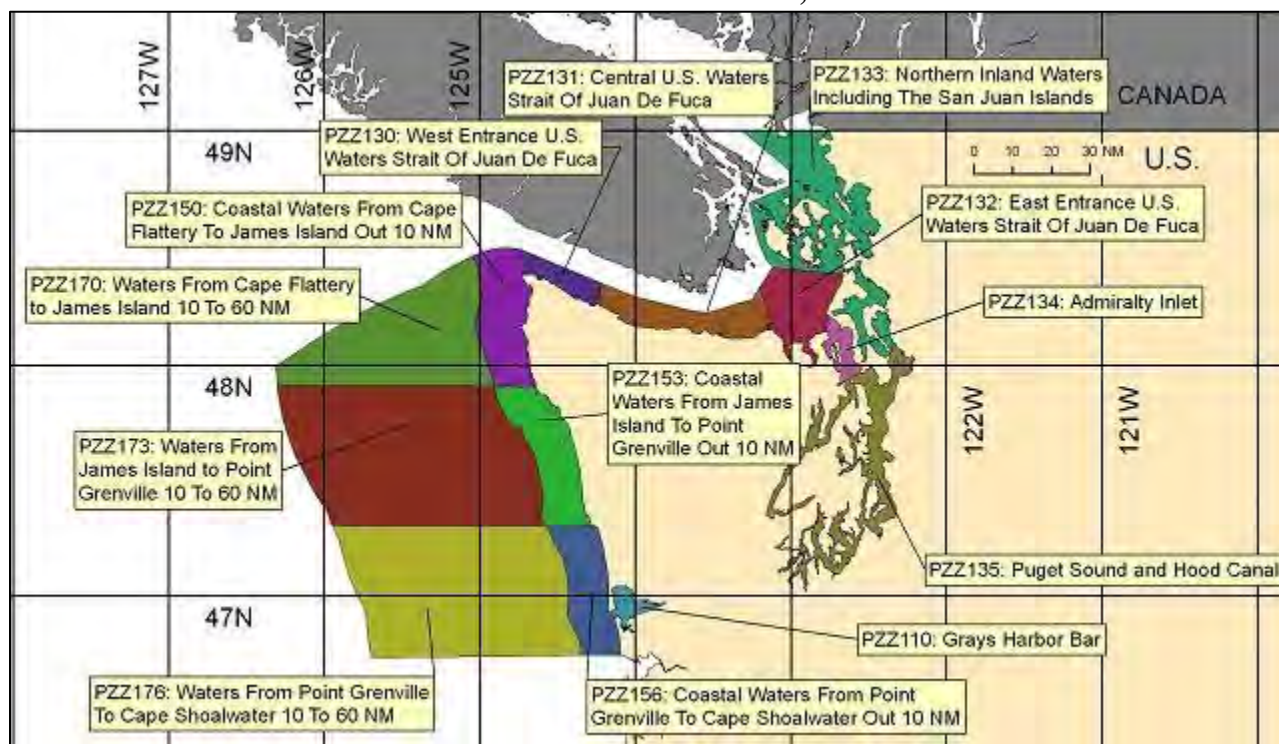 127W
126W
125W
PZZ131: Central U.S. Waters
Strait Of Juan De Fuca
PZZ133: Northern Inland Waters
Including The San Juan Islands
CANADA
49N
PZZ130: West Entrance U.S.
Waters Strait Of Juan De Fuca
0 10 20 30 NM
U.S.
PZZ150: Coastal Waters From Cape
Flattery To James Island Out 10 NM
PZZ132: East Entrance U.S.
Waters Strait Of Juan De Fuca
PZZ170: Waters From Cape Flattery
to James Island 10 To 60 NM
PZZ134: Admiralty Inlet
48N
PZZ153: Coastal
Waters From James
Island To Point
Grenville Out 10 NM
122W
121W
PZZ173: Waters From
James Island to Point
Grenville 10 To 60 NM
PZZ135: Puget Sound and Hood Canal
47N
PZZ110: Grays Harbor Bar
PZZ176: Waters From Point Grenville
To Cape Shoalwater 10 To 60 NM
PZZ156: Coastal Waters From Point
Grenville To Cape Shoalwater Out 10 NM